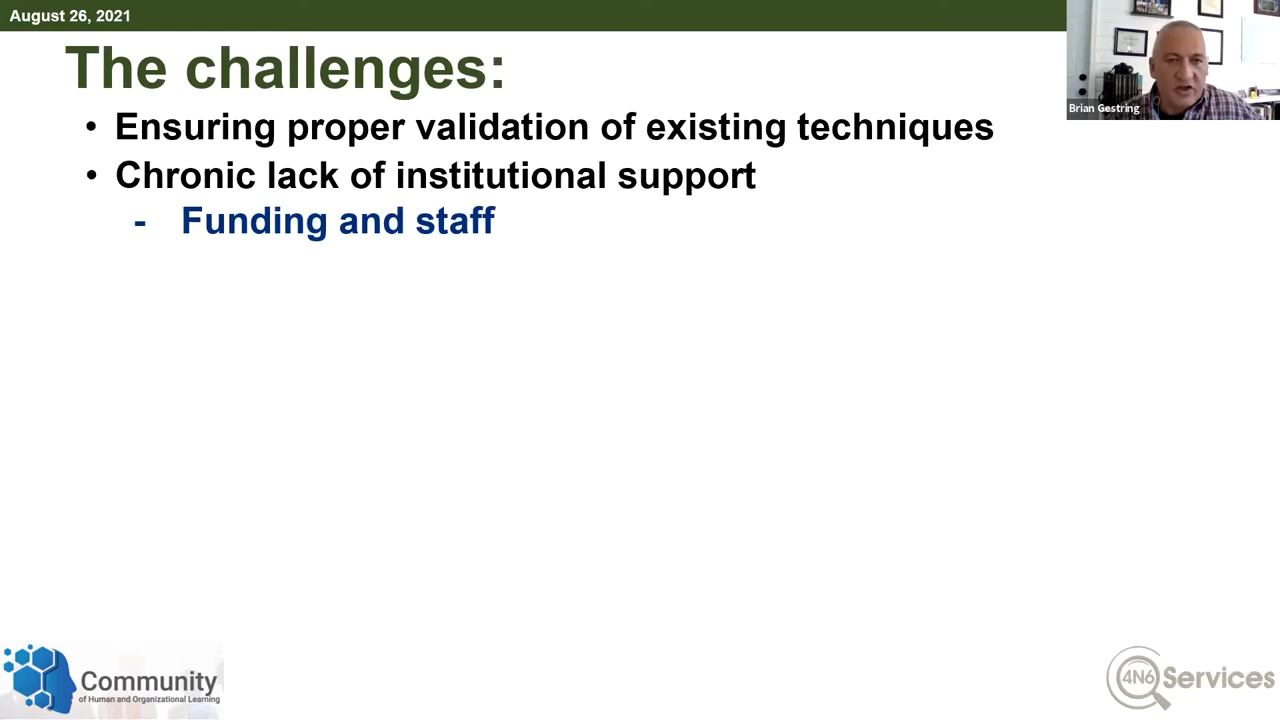 August 26, 2021
The challenges:
Brian Gestring
• Ensuring proper validation of existing techniques
• Chronic lack of institutional support
- Funding and staff
Community
of Human and Organizational Learning
4N6 Services